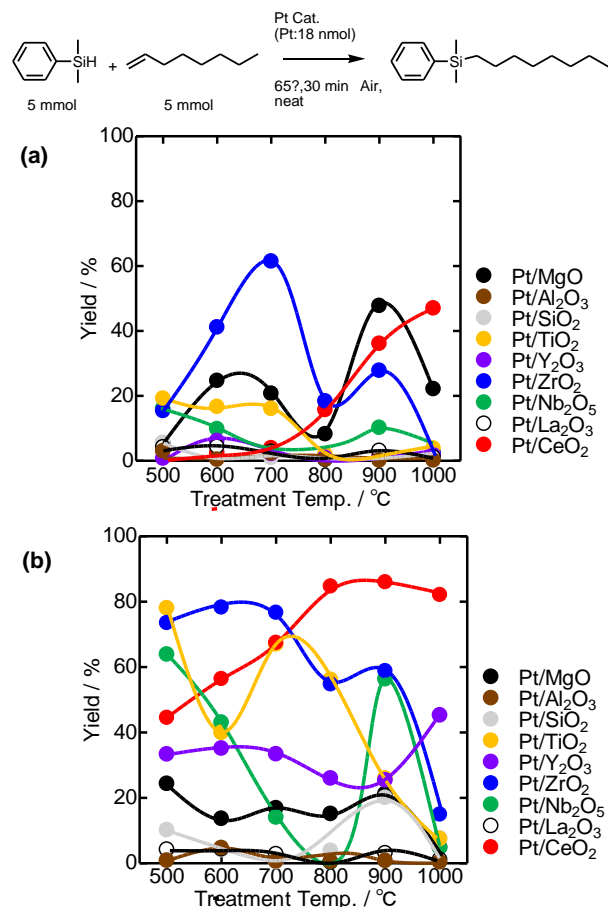 Pt Cat.
(Pt:18 nmol)
Si
H
+
Si
65?,30 min Air,
neat
5 mmol
5 mmol
(a)
100
80
60
40
20
0
Yield / %
500 600 700 800 900 1000
Treatment Temp. / °C
Pt/MgO
Pt/Al₂O₃
Pt/SiO₂
Pt/TiO₂
Pt/Y₂O₃
Pt/ZrO₂
Pt/Nb₂O₅
Pt/La₂O₃
Pt/CeO₂
(b)
100
80
60
40
20
0
Yield / %
500 600 700 800 900 1000
Treatment Temp. / °C
Pt/MgO
Pt/Al₂O₃
Pt/SiO₂
Pt/TiO₂
Pt/Y₂O₃
Pt/ZrO₂
Pt/Nb₂O₅
Pt/La₂O₃
Pt/CeO₂